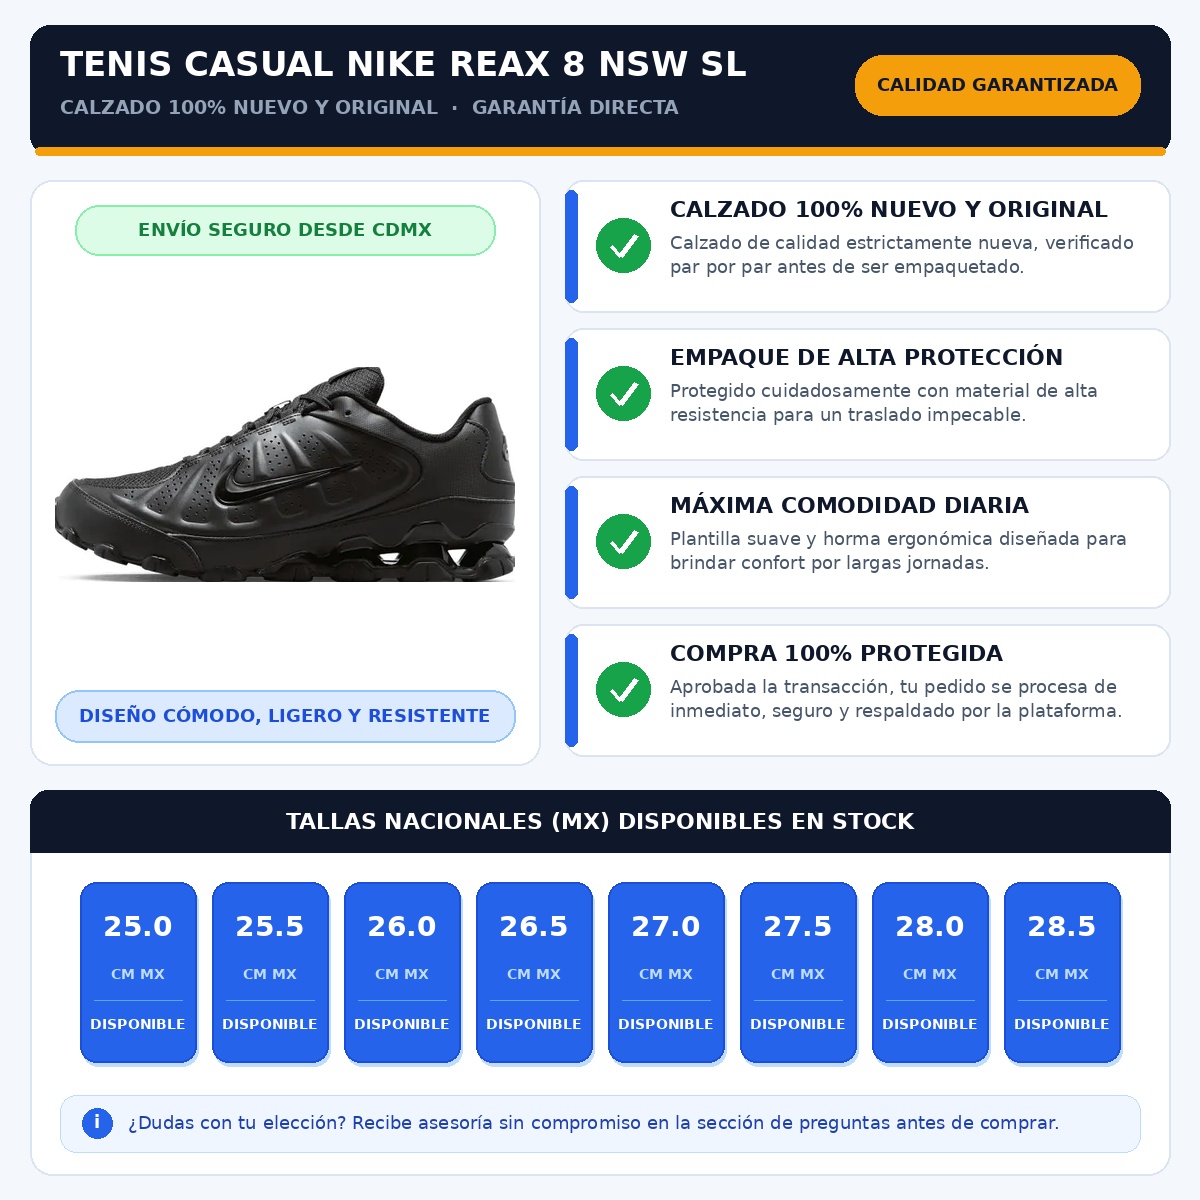 TENIS CASUAL NIKE REAX 8 NSW SL
CALZADO 100% NUEVO Y ORIGINAL · GARANTÍA DIRECTA
CALIDAD GARANTIZADA
ENVÍO SEGURO DESDE CDMX
DISEÑO CÓMODO, LIGERO Y RESISTENTE
CALZADO 100% NUEVO Y ORIGINAL
Calzado de calidad estrictamente nueva, verificado
par por par antes de ser empaquetado.
EMPAQUE DE ALTA PROTECCIÓN
Protegido cuidadosamente con material de alta
resistencia para un traslado impecable.
MÁXIMA COMODIDAD DIARIA
Plantilla suave y horma ergonómica diseñada para
brindar confort por largas jornadas.
COMPRA 100% PROTEGIDA
Aprobada la transacción, tu pedido se procesa de
inmediato, seguro y respaldado por la plataforma.
TALLAS NACIONALES (MX) DISPONIBLES EN STOCK
25.0
CM MX
DISPONIBLE
25.5
CM MX
DISPONIBLE
26.0
CM MX
DISPONIBLE
26.5
CM MX
DISPONIBLE
27.0
CM MX
DISPONIBLE
27.5
CM MX
DISPONIBLE
28.0
CM MX
DISPONIBLE
28.5
CM MX
DISPONIBLE
i
¿Dudas con tu elección? Recibe asesoría sin compromiso en la sección de preguntas antes de comprar.